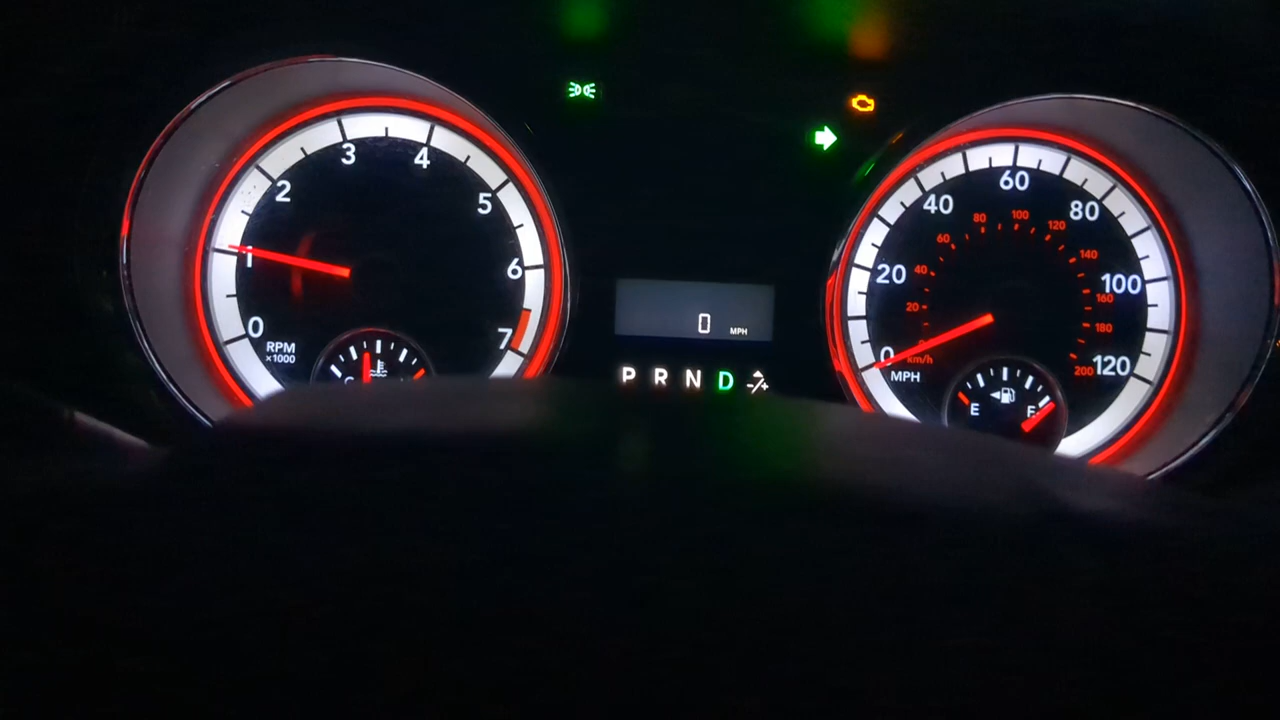 0 1 2 3 4 5 6 7
RPM
x1000
0 MPH
P R N D -/+
0 20 40 60 80 100 120
20 40 60 80 100 120 140 160 180 200
km/h
MPH
E F